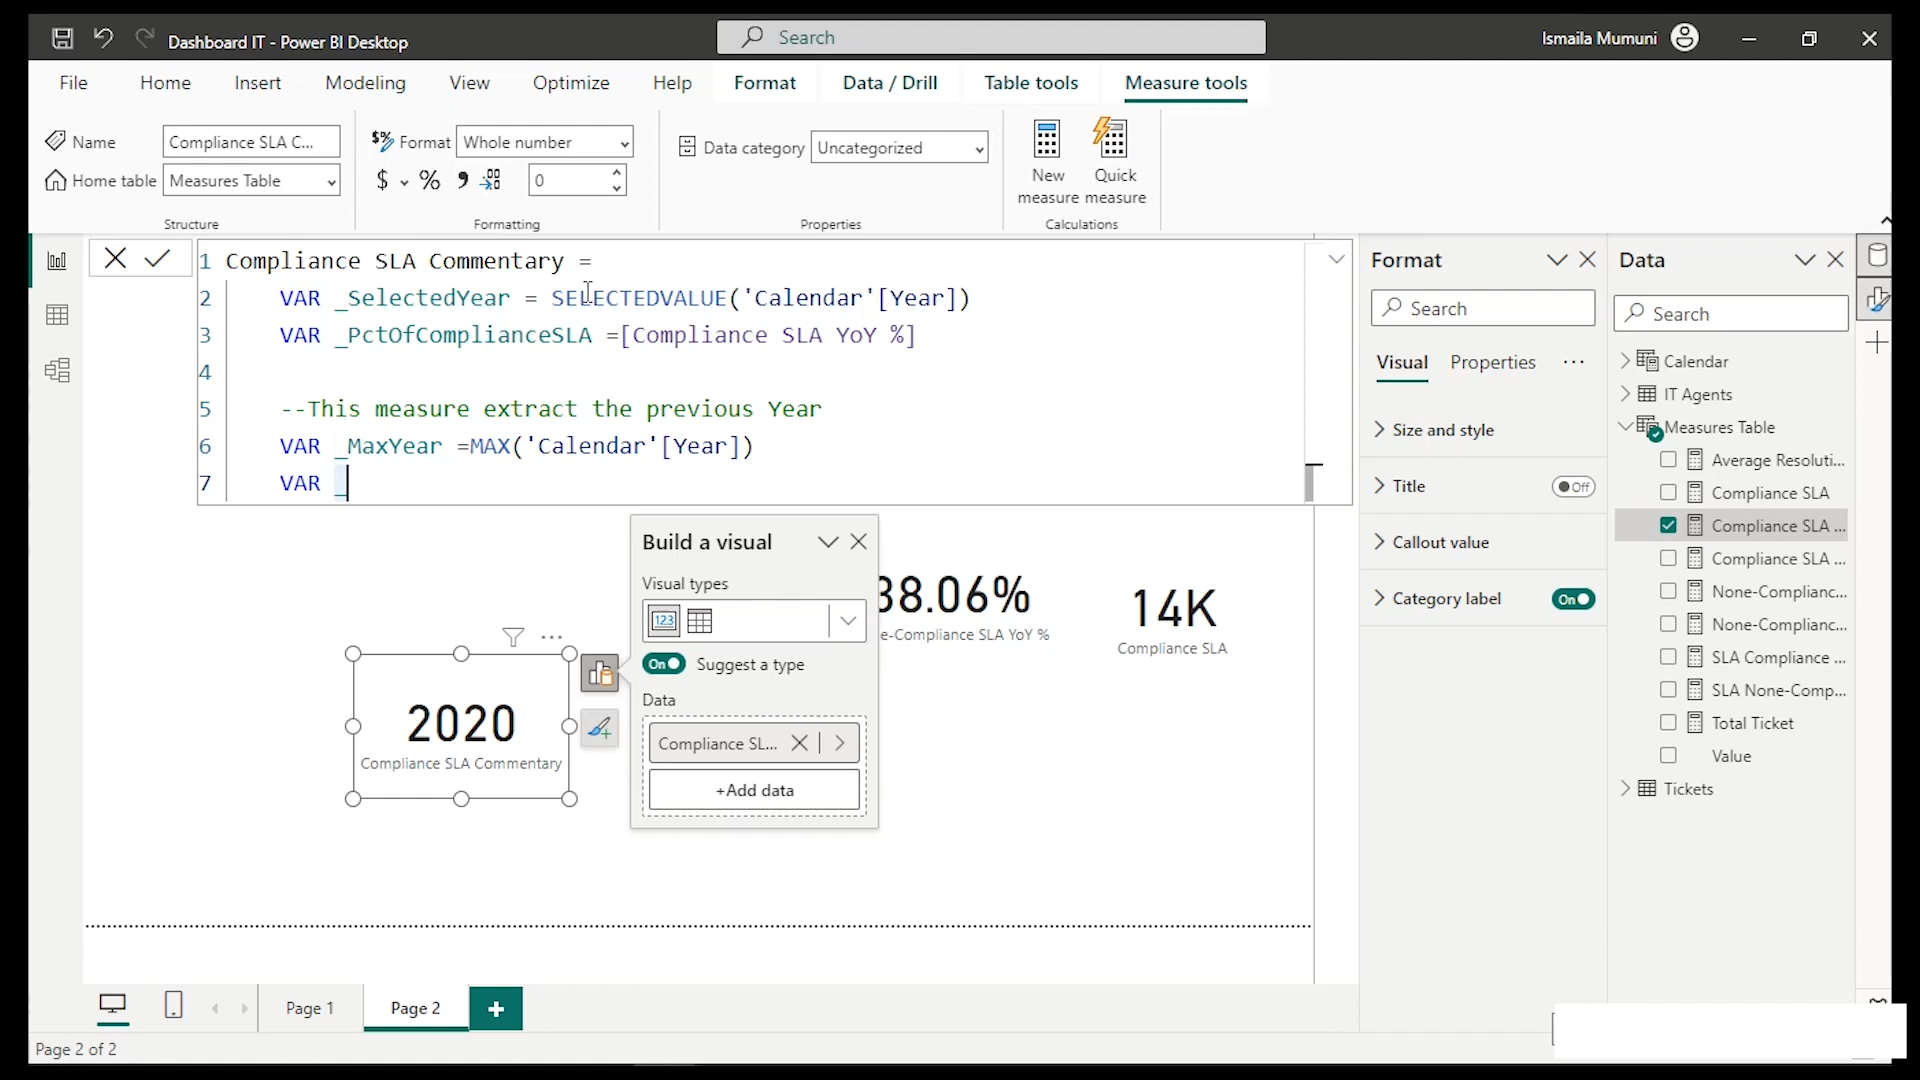 Dashboard IT - Power BI Desktop
Search
Ismaila Mumuni
File Home Insert Modeling View Optimize Help Format Data / Drill Table tools Measure tools
Name Compliance SLA C...
Home table Measures Table
Structure
Format Whole number
$ % 0
Formatting
Data category Uncategorized
Properties
New measure
Quick measure
Calculations
1 Compliance SLA Commentary =
2 VAR _SelectedYear = SELECTEDVALUE('Calendar'[Year])
3 VAR _PctOfComplianceSLA =[Compliance SLA YoY %]
4
5 --This measure extract the previous Year
6 VAR _MaxYear =MAX('Calendar'[Year])
7 VAR _
Build a visual
Visual types
123
On Suggest a type
Data
Compliance SL...
+Add data
2020
Compliance SLA Commentary
38.06%
e-Compliance SLA YoY %
14K
Compliance SLA
Format
Search
Visual Properties ...
Size and style
Title Off
Callout value
Category label On
Data
Search
Calendar
IT Agents
Measures Table
Average Resoluti...
Compliance SLA
Compliance SLA ...
Compliance SLA ...
None-Complianc...
None-Complianc...
SLA Compliance ...
SLA None-Comp...
Total Ticket
Value
Tickets
Page 1
Page 2
+
Page 2 of 2